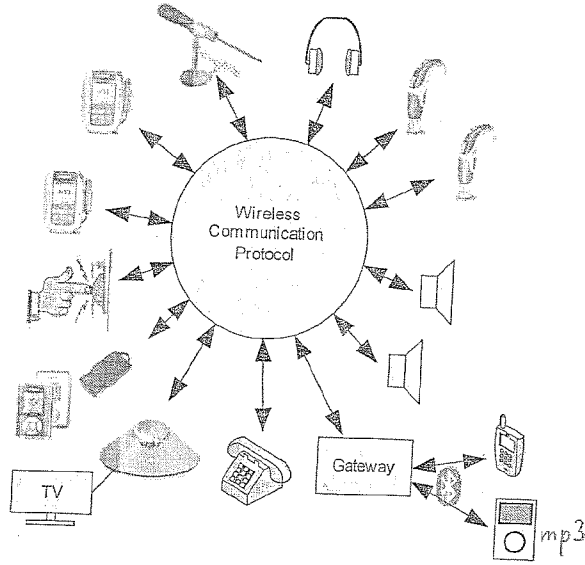 Wireless
Communication
Protocol
Gateway
TV
mp3